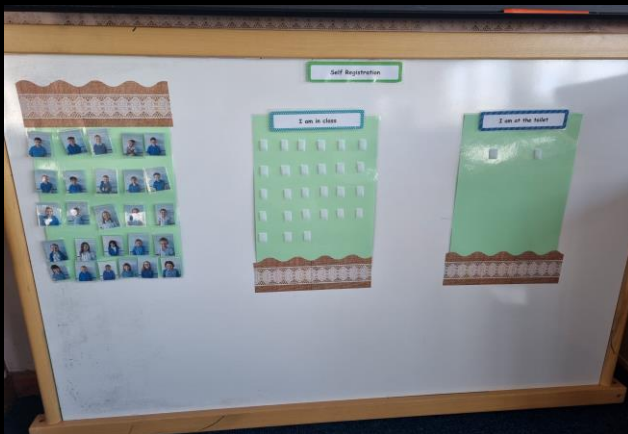 Self Registration
I am in class
I am at the toilet